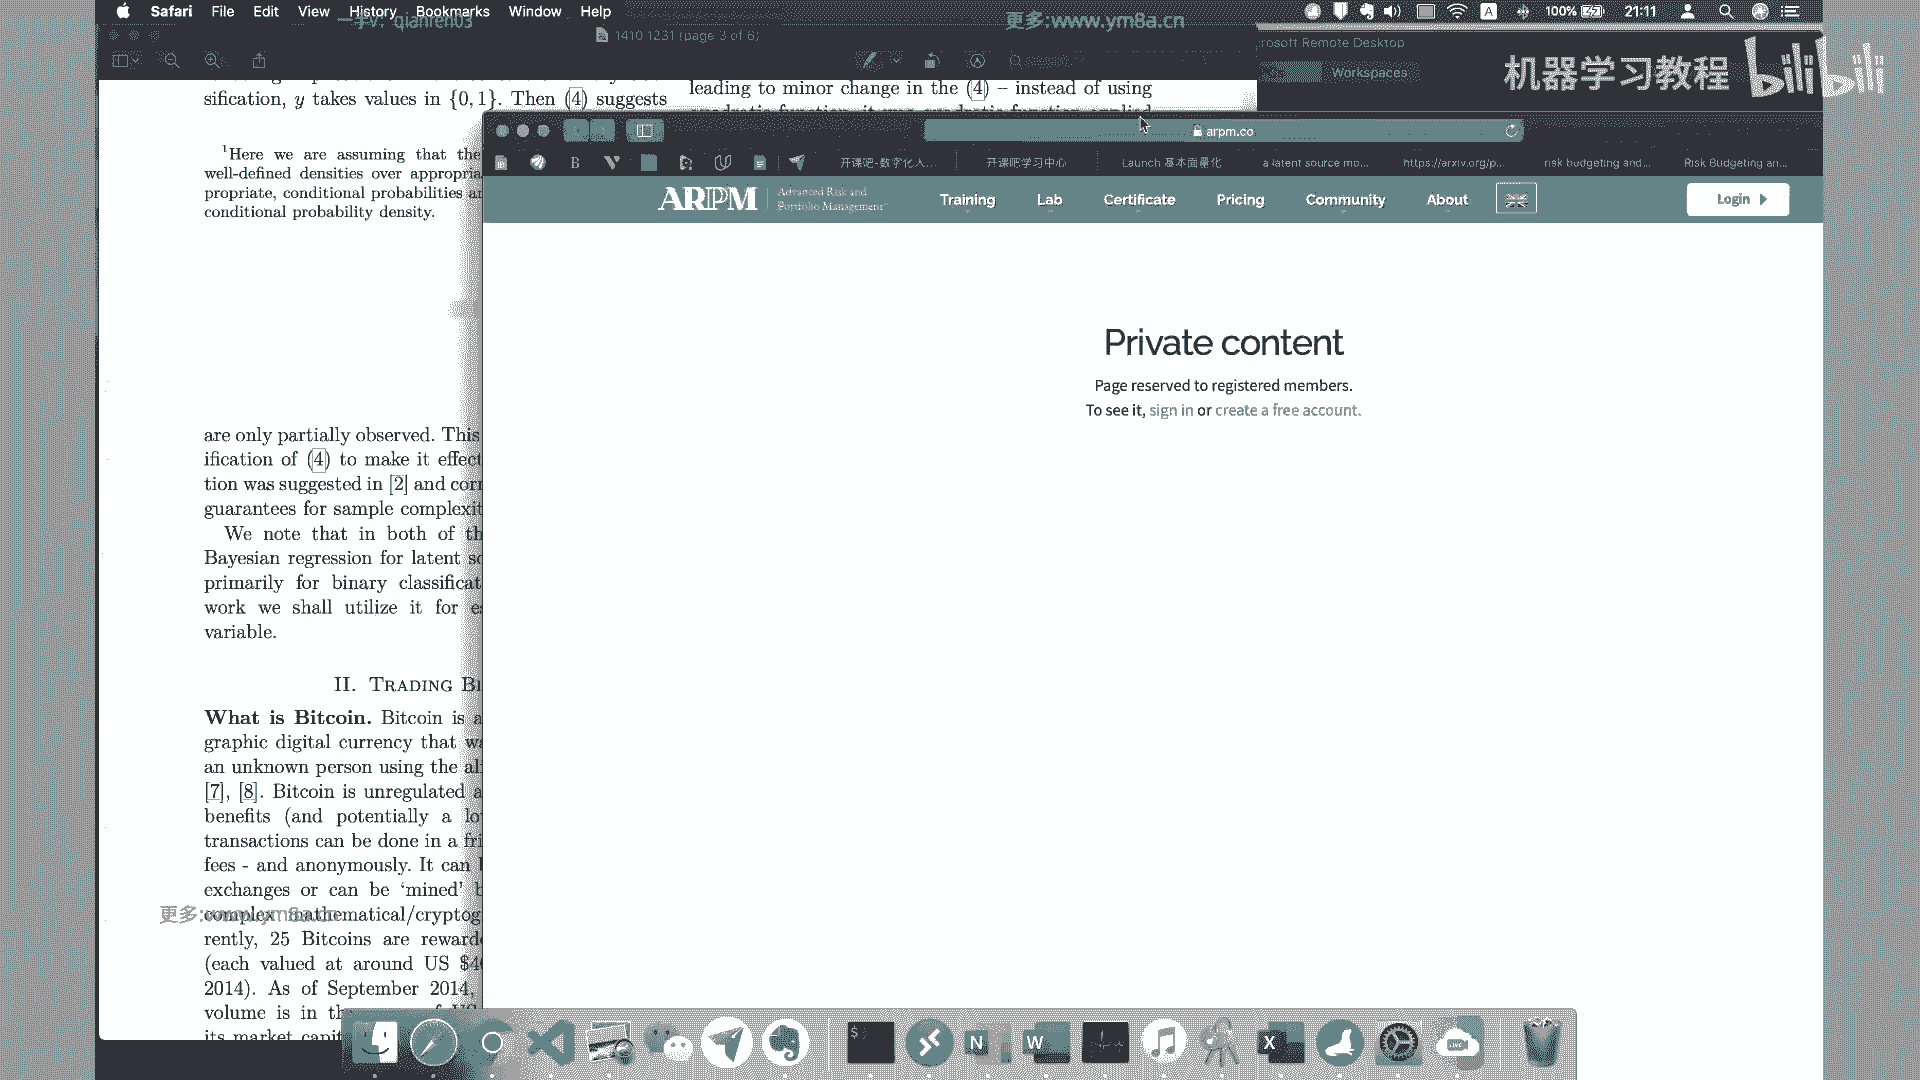 Safari File Edit View History Bookmarks Window Help
100% 21:11
一手v：qianren03
更多:www.ym8a.cn
1410 1231 (page 3 of 6)
rosoft Remote Desktop
Workspaces
机器学习教程 bilibili
sification, y takes values in {0, 1}. Then (4) suggests
leading to minor change in the (4) – instead of using
1Here we are assuming that the
well-defined densities over appropria
propriate, conditional probabilities a
conditional probability density.
are only partially observed. This
ification of (4) to make it effect
tion was suggested in [2] and corr
guarantees for sample complexit
We note that in both of th
Bayesian regression for latent so
primarily for binary classificat
work we shall utilize it for es
variable.
II. Trading Bi
What is Bitcoin. Bitcoin is a
graphic digital currency that wa
an unknown person using the ali
[7], [8]. Bitcoin is unregulated a
benefits (and potentially a lo
transactions can be done in a fri
fees - and anonymously. It can b
exchanges or can be ‘mined’ b
complex mathematical/cryptog
更多:www.ym8a.cn
rently, 25 Bitcoins are rewarde
(each valued at around US $4
2014). As of September 2014,
volume is in th
its market capit
arpm.co
开课吧-数字化人... 开课吧学习中心 Launch 基本面量化 a latent source mo... https://arxiv.org/p... risk budgeting and... Risk Budgeting an...
ARPM Advanced Risk and
Portfolio Management
Training Lab Certificate Pricing Community About Login
Private content
Page reserved to registered members.
To see it, sign in or create a free account.